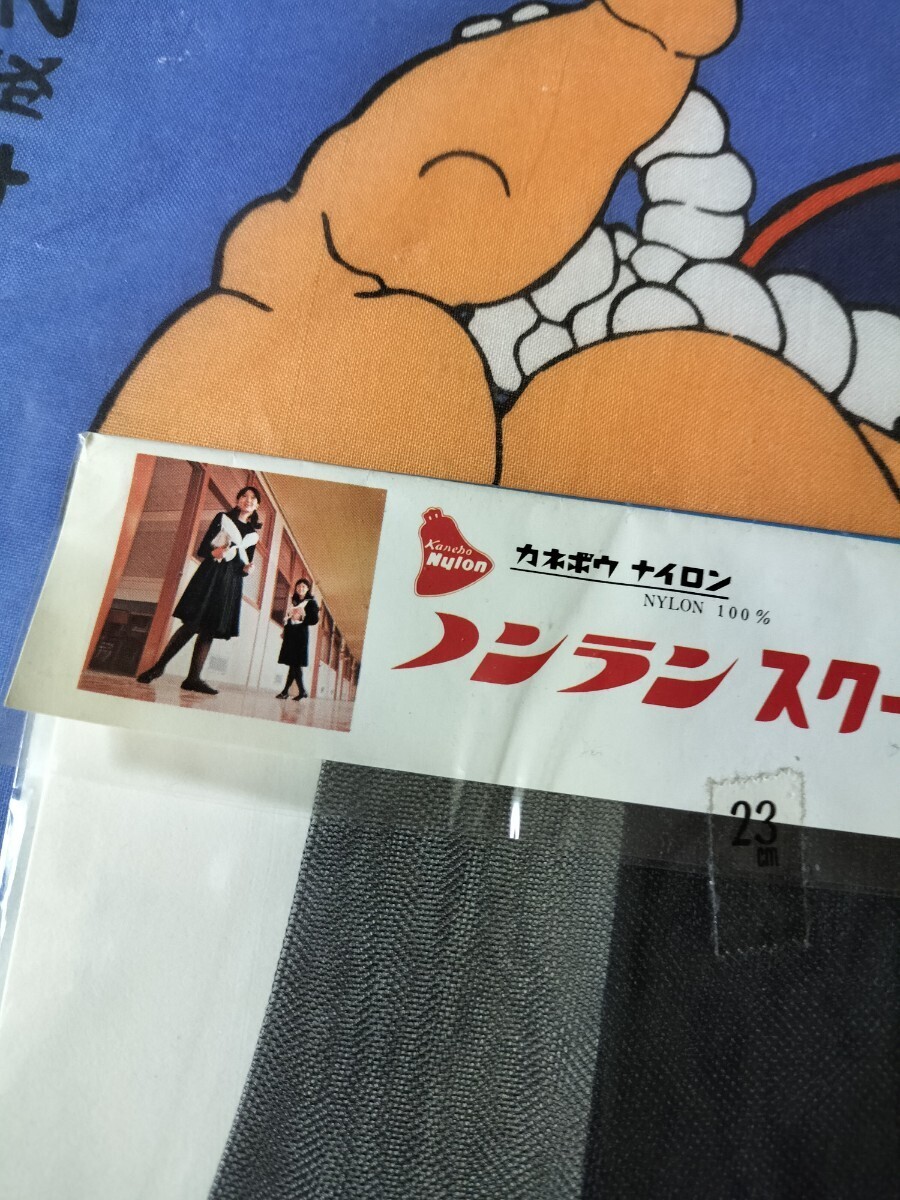 Kanebo
Nylon
カネボウ ナイロン
NYLON 100%
ノンラン スクー
23
cm